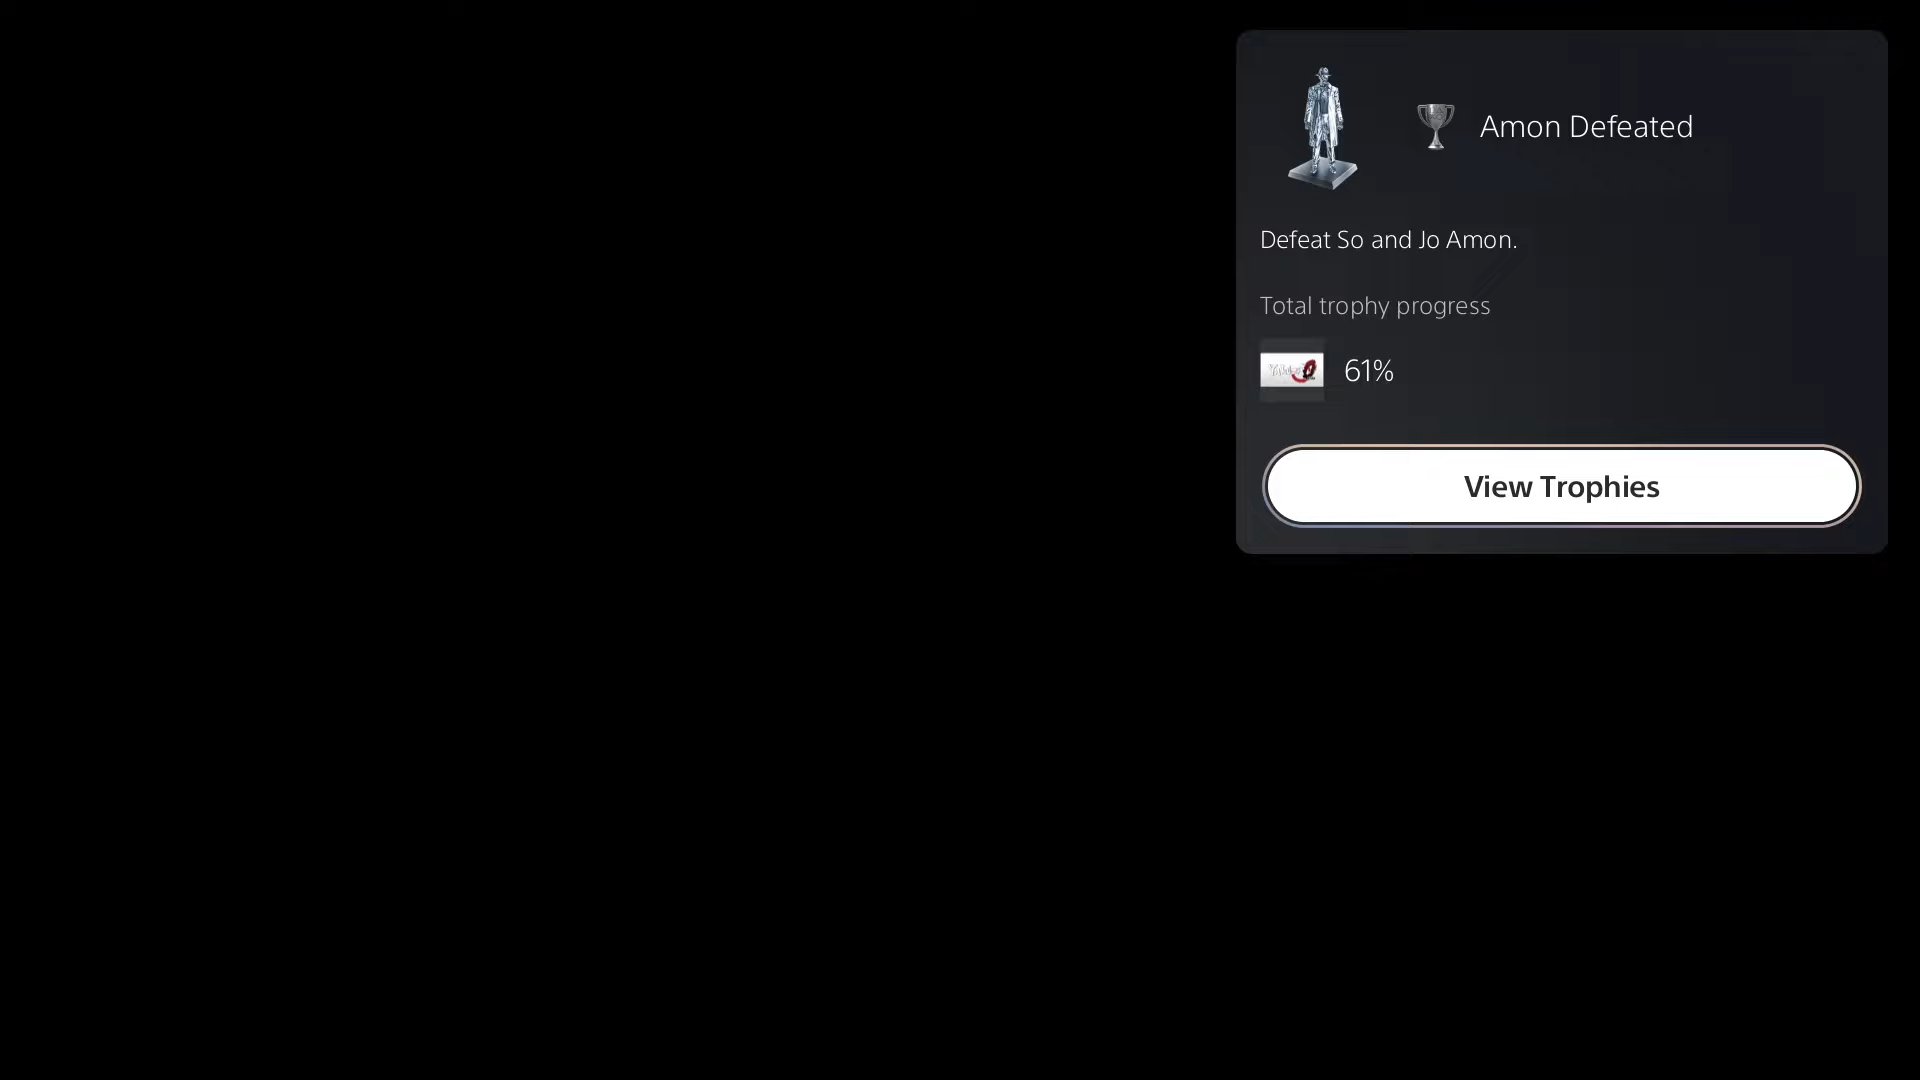 Amon Defeated
Defeat So and Jo Amon.
Total trophy progress
61%
View Trophies